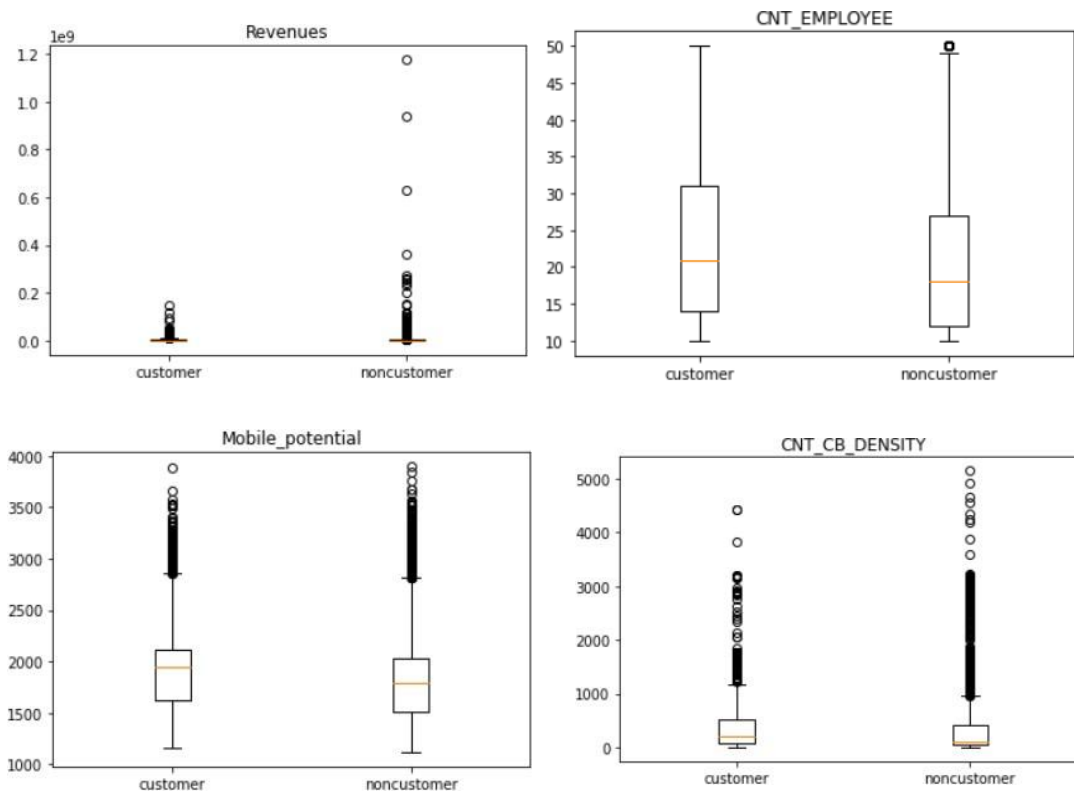 Revenues
1e9
1.2
1.0
0.8
0.6
0.4
0.2
0.0
customer
noncustomer
CNT_EMPLOYEE
50
45
40
35
30
25
20
15
10
customer
noncustomer
Mobile_potential
4000
3500
3000
2500
2000
1500
1000
customer
noncustomer
CNT_CB_DENSITY
5000
4000
3000
2000
1000
0
customer
noncustomer